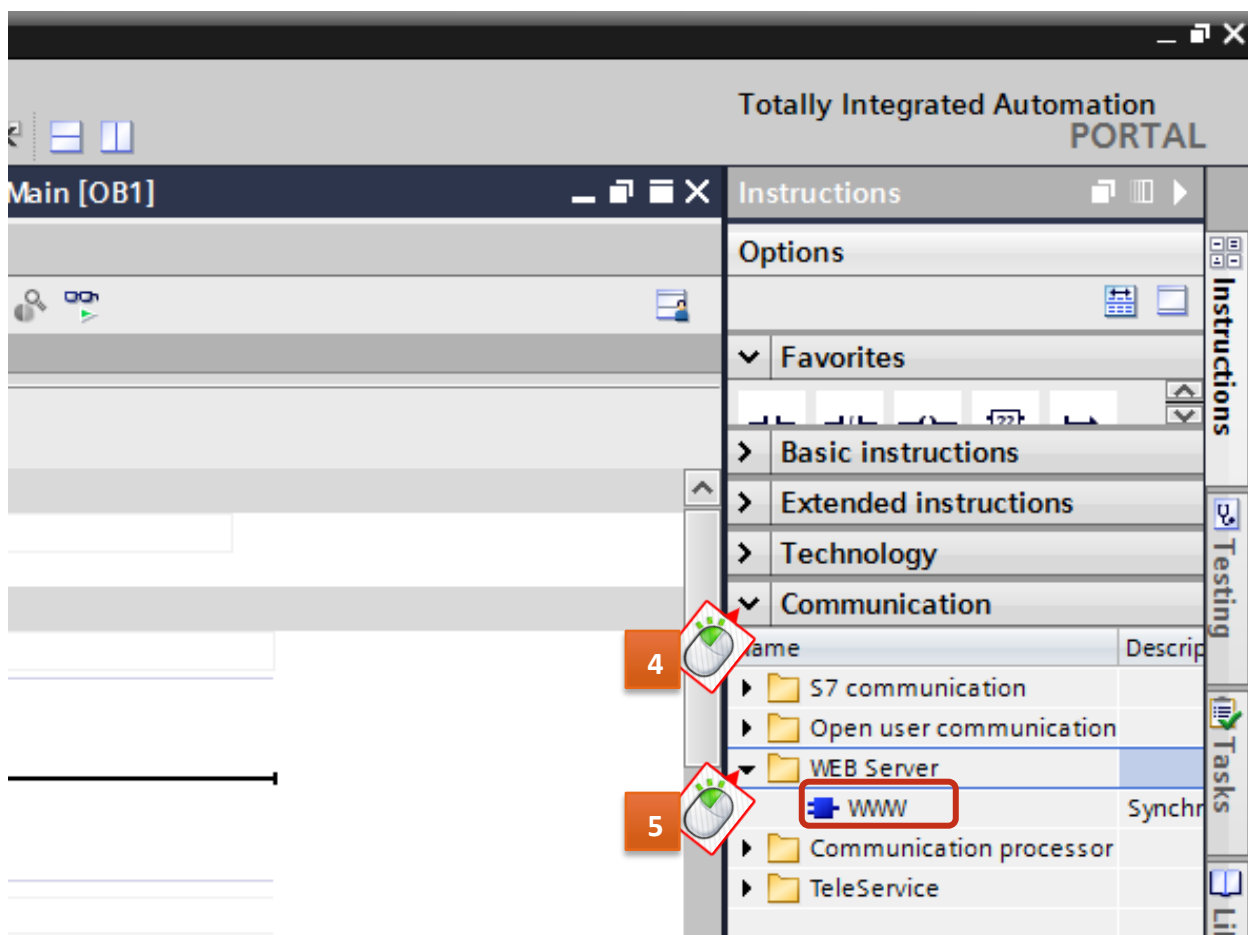 Totally Integrated Automation
PORTAL
Main [OB1]
Instructions
Options
Favorites
??
Basic instructions
Extended instructions
Technology
Communication
4
ame
Descrip
S7 communication
Open user communication
WEB Server
5
WWW
Synchr
Communication processor
TeleService
Instructions
Testing
Tasks
Li